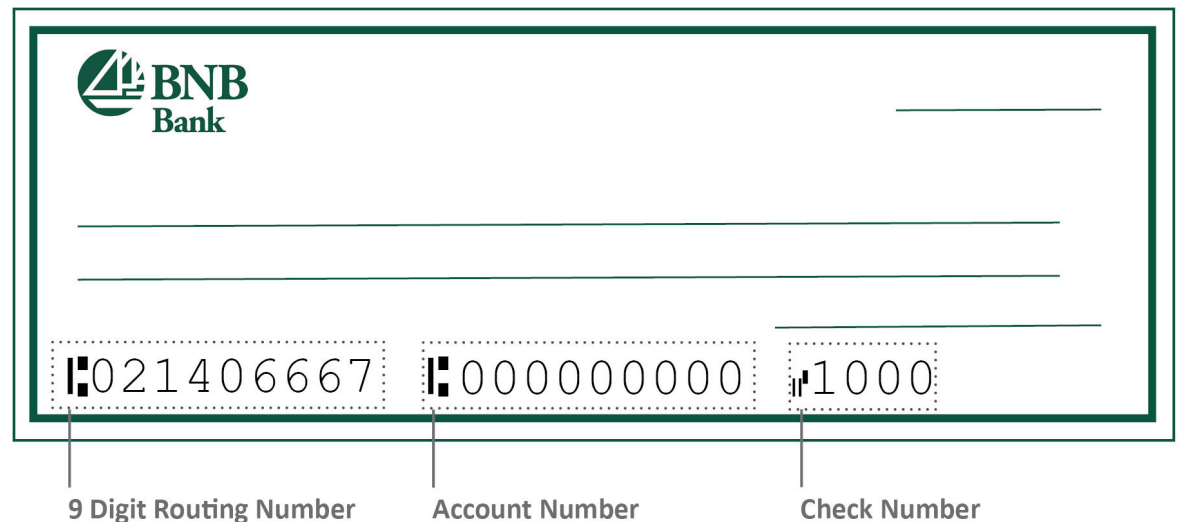 BNB
Bank
⑆021406667 ⑆000000000 ⑈1000
9 Digit Routing Number Account Number Check Number